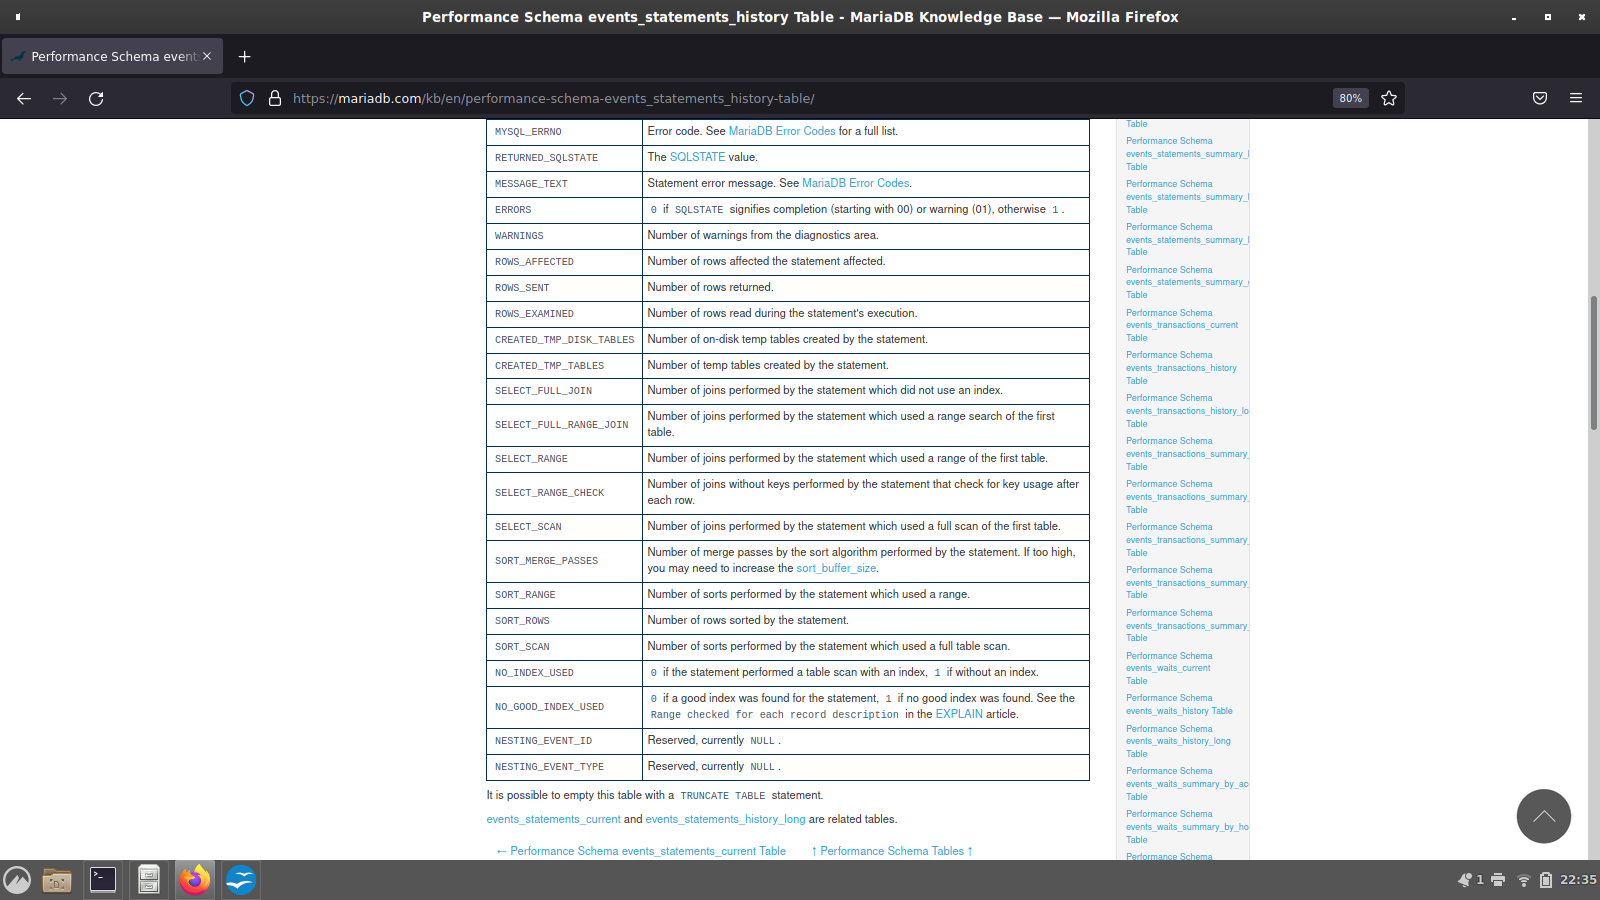 Performance Schema events_statements_history Table - MariaDB Knowledge Base — Mozilla Firefox
Performance Schema event
https://mariadb.com/kb/en/performance-schema-events_statements_history-table/
80%
MYSQL_ERRNO Error code. See MariaDB Error Codes for a full list.
RETURNED_SQLSTATE The SQLSTATE value.
MESSAGE_TEXT Statement error message. See MariaDB Error Codes.
ERRORS 0 if SQLSTATE signifies completion (starting with 00) or warning (01), otherwise 1 .
WARNINGS Number of warnings from the diagnostics area.
ROWS_AFFECTED Number of rows affected the statement affected.
ROWS_SENT Number of rows returned.
ROWS_EXAMINED Number of rows read during the statement's execution.
CREATED_TMP_DISK_TABLES Number of on-disk temp tables created by the statement.
CREATED_TMP_TABLES Number of temp tables created by the statement.
SELECT_FULL_JOIN Number of joins performed by the statement which did not use an index.
SELECT_FULL_RANGE_JOIN Number of joins performed by the statement which used a range search of the first
table.
SELECT_RANGE Number of joins performed by the statement which used a range of the first table.
SELECT_RANGE_CHECK Number of joins without keys performed by the statement that check for key usage after
each row.
SELECT_SCAN Number of joins performed by the statement which used a full scan of the first table.
SORT_MERGE_PASSES Number of merge passes by the sort algorithm performed by the statement. If too high,
you may need to increase the sort_buffer_size.
SORT_RANGE Number of sorts performed by the statement which used a range.
SORT_ROWS Number of rows sorted by the statement.
SORT_SCAN Number of sorts performed by the statement which used a full table scan.
NO_INDEX_USED 0 if the statement performed a table scan with an index, 1 if without an index.
NO_GOOD_INDEX_USED 0 if a good index was found for the statement, 1 if no good index was found. See the
Range checked for each record description in the EXPLAIN article.
NESTING_EVENT_ID Reserved, currently NULL .
NESTING_EVENT_TYPE Reserved, currently NULL .
It is possible to empty this table with a TRUNCATE TABLE statement.
events_statements_current and events_statements_history_long are related tables.
← Performance Schema events_statements_current Table ↑ Performance Schema Tables ↑
Table
Performance Schema
events_statements_summary_
Table
Performance Schema
events_statements_summary_
Table
Performance Schema
events_statements_summary_
Table
Performance Schema
events_statements_summary_
Table
Performance Schema
events_transactions_current
Table
Performance Schema
events_transactions_history
Table
Performance Schema
events_transactions_history_lo
Table
Performance Schema
events_transactions_summary_
Table
Performance Schema
events_transactions_summary_
Table
Performance Schema
events_transactions_summary_
Table
Performance Schema
events_transactions_summary_
Table
Performance Schema
events_transactions_summary_
Table
Performance Schema
events_waits_current
Table
Performance Schema
events_waits_history Table
Performance Schema
events_waits_history_long
Table
Performance Schema
events_waits_summary_by_ac
Table
Performance Schema
events_waits_summary_by_ho
Table
Performance Schema
1
22:35